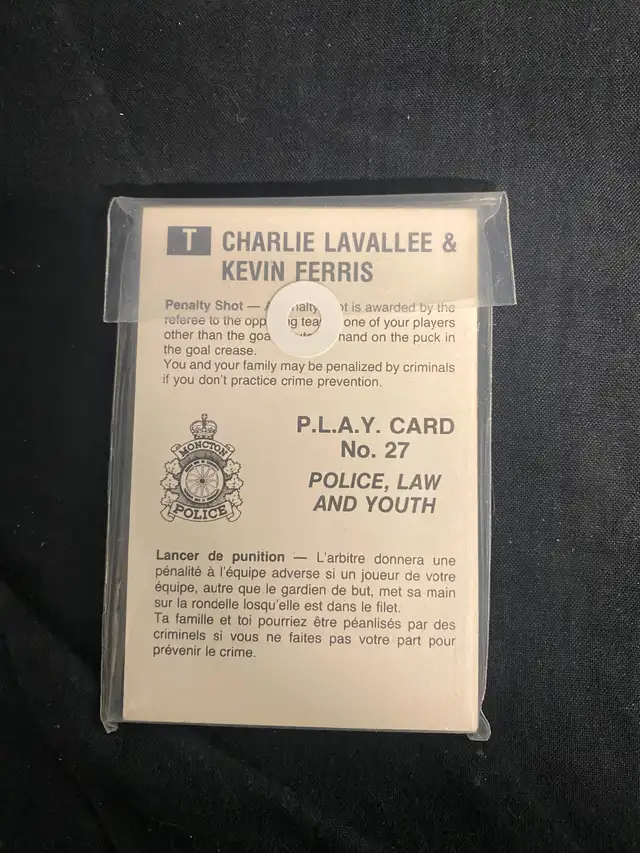 T CHARLIE LAVALLEE &
KEVIN FERRIS
Penalty Shot — A is awarded by the
referee to the one of your players
other than the hand on the puck in
the goal crease.
You and your family may be penalized by criminals
if you don't practice crime prevention.
P.L.A.Y. CARD
No. 27
POLICE, LAW
AND YOUTH
MONCTON
POLICE
Lancer de punition — L'arbitre donnera une
pénalité à l'équipe adverse si un joueur de votre
équipe, autre que le gardien de but, met sa main
sur la rondelle losqu'elle est dans le filet.
Ta famille et toi pourriez être péanlisés par des
criminels si vous ne faites pas votre part pour
prévenir le crime.